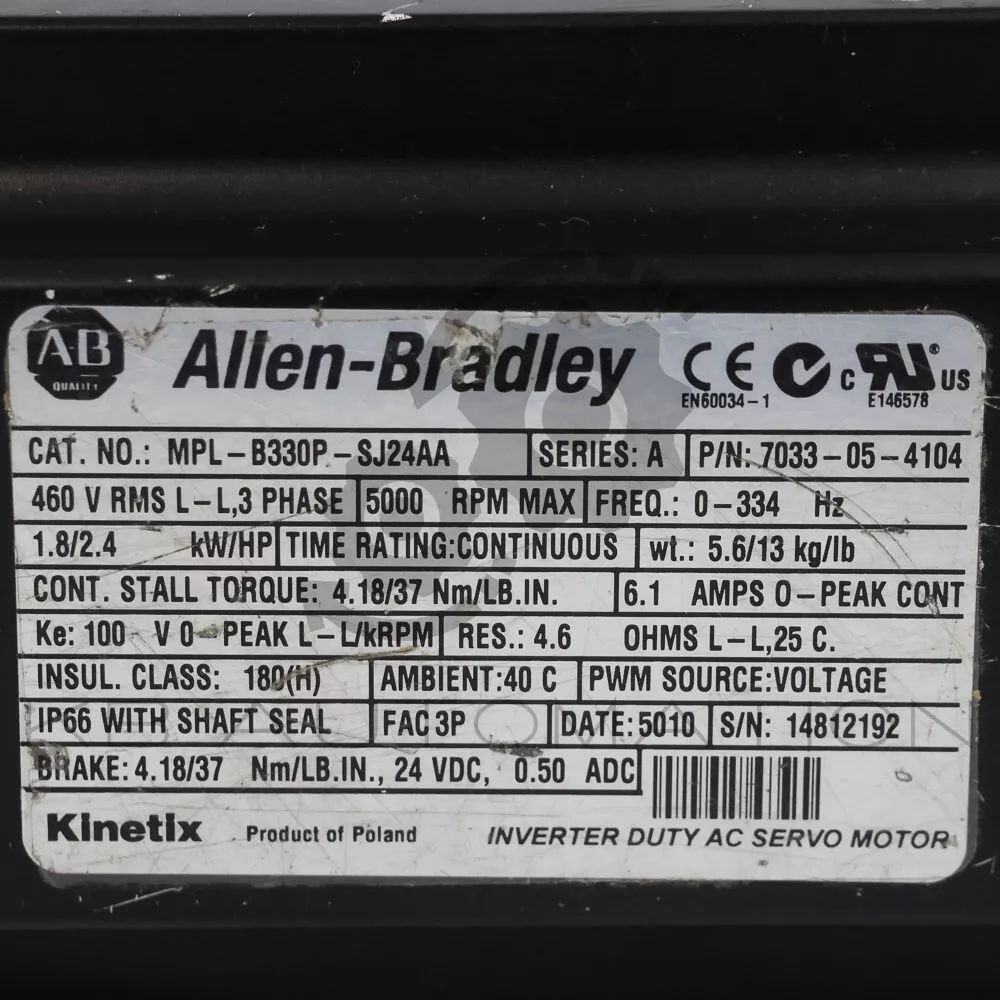 A-B QUALITY Allen-Bradley CE EN60034-1 c RU® US E146578
CAT. NO.: MPL-B330P-SJ24AA SERIES: A P/N: 7033-05-4104
460 V RMS L-L,3 PHASE 5000 RPM MAX FREQ.: 0-334 Hz
1.8/2.4 kW/HP TIME RATING:CONTINUOUS wt.: 5.6/13 kg/lb
CONT. STALL TORQUE: 4.18/37 Nm/LB.IN. 6.1 AMPS 0-PEAK CONT
Ke: 100 V 0-PEAK L-L/kRPM RES.: 4.6 OHMS L-L,25 C.
INSUL. CLASS: 180(H) AMBIENT:40 C PWM SOURCE:VOLTAGE
IP66 WITH SHAFT SEAL FAC 3P DATE: 5010 S/N: 14812192
BRAKE: 4.18/37 Nm/LB.IN., 24 VDC, 0.50 ADC
Kinetix Product of Poland INVERTER DUTY AC SERVO MOTOR